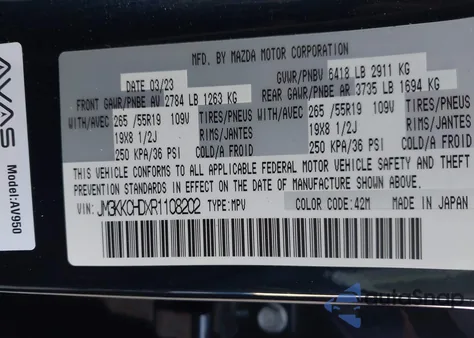 AVAS
Model:AV950
MFD. BY MAZDA MOTOR CORPORATION
DATE 03/23
GVWR/PNBV 6418 LB 2911 KG
FRONT GAWR/PNBE AV 2784 LB 1263 KG
REAR GAWR/PNBE AR 3735 LB 1694 KG
WITH/AVEC 265 /55R19 109V TIRES/PNEUS
19X8 1/2J RIMS/JANTES
250 KPA/36 PSI COLD/A FROID
WITH/AVEC 265 /55R19 109V TIRES/PNEUS
19X8 1/2J RIMS/JANTES
250 KPA/36 PSI COLD/A FROID
THIS VEHICLE CONFORMS TO ALL APPLICABLE FEDERAL MOTOR VEHICLE SAFETY AND THEFT
PREVENTION STANDARDS IN EFFECT ON THE DATE OF MANUFACTURE SHOWN ABOVE.
VIN: JM3KKCHDXR1108202 TYPE: MPV
COLOR CODE: 42M
MADE IN JAPAN
AutoSnap